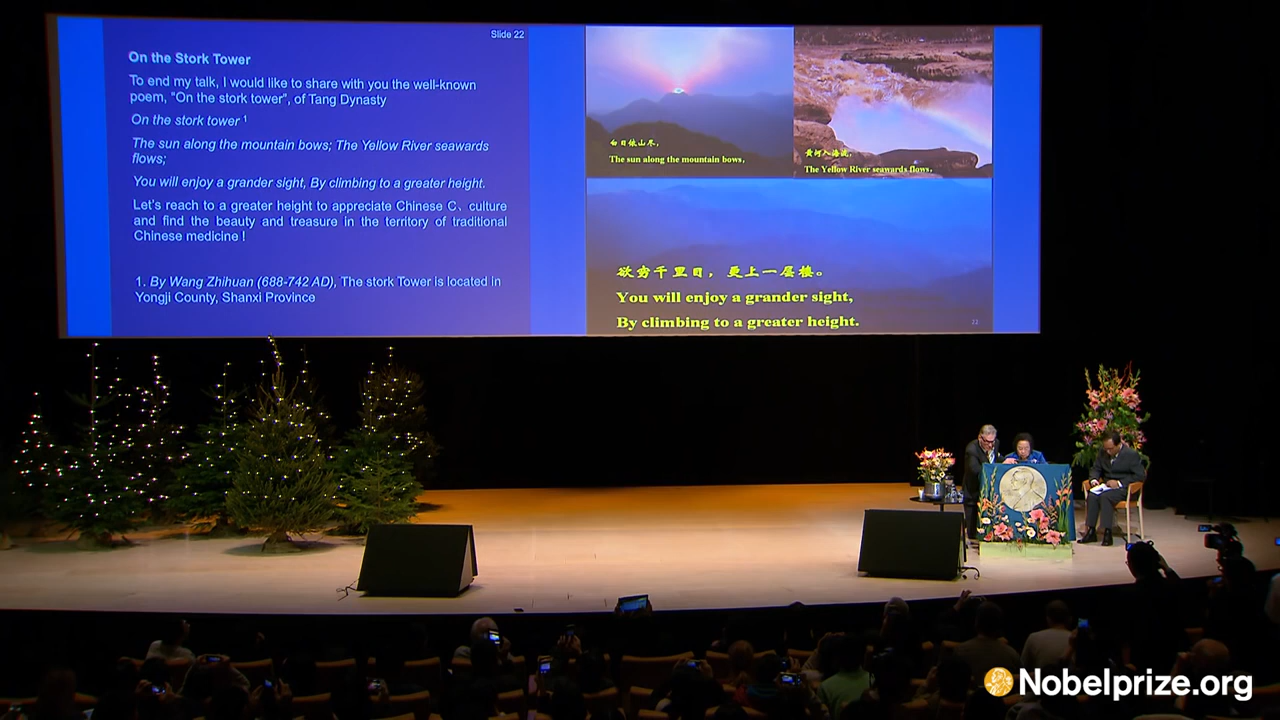 Slide 22
On the Stork Tower
To end my talk, I would like to share with you the well-known
poem, "On the stork tower", of Tang Dynasty
On the stork tower 1
The sun along the mountain bows; The Yellow River seawards
flows;
You will enjoy a grander sight, By climbing to a greater height.
Let's reach to a greater height to appreciate Chinese C、culture
and find the beauty and treasure in the territory of traditional
Chinese medicine !
1. By Wang Zhihuan (688-742 AD), The stork Tower is located in
Yongji County, Shanxi Province
白日依山尽,
The sun along the mountain bows,
黄河入海流,
The Yellow River seawards flows,
欲穷千里目，更上一层楼。
You will enjoy a grander sight,
By climbing to a greater height.
22
Nobelprize.org